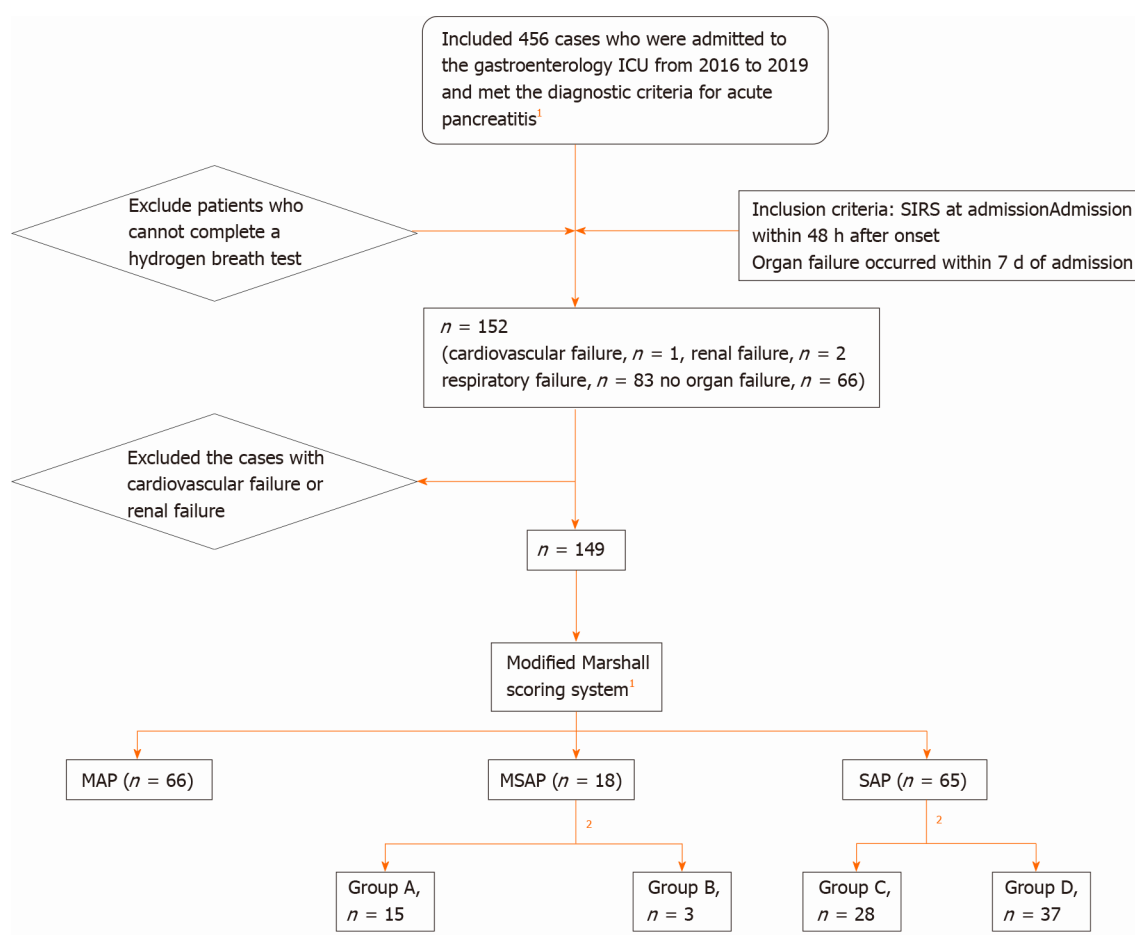 Included 456 cases who were admitted to
the gastroenterology ICU from 2016 to 2019
and met the diagnostic criteria for acute
pancreatitis1
Exclude patients who
cannot complete a
hydrogen breath test
Inclusion criteria: SIRS at admissionAdmission
within 48 h after onset
Organ failure occurred within 7 d of admission
n = 152
(cardiovascular failure, n = 1, renal failure, n = 2
respiratory failure, n = 83 no organ failure, n = 66)
Excluded the cases with
cardiovascular failure or
renal failure
n = 149
Modified Marshall
scoring system1
MAP (n = 66)
MSAP (n = 18)
SAP (n = 65)
2
2
Group A,
n = 15
Group B,
n = 3
Group C,
n = 28
Group D,
n = 37